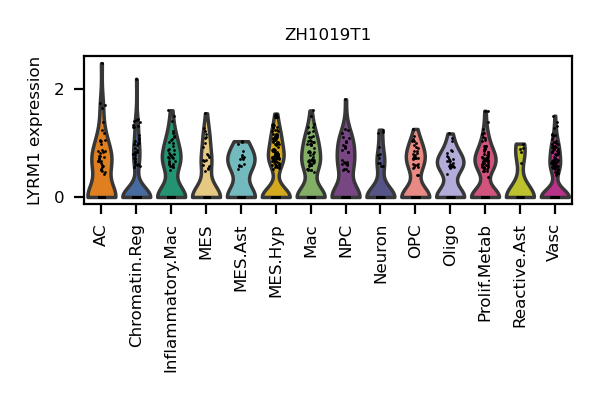 ZH1019T1
LYRM1 expression
2
0
AC
Chromatin.Reg
Inflammatory.Mac
MES
MES.Ast
MES.Hyp
Mac
NPC
Neuron
OPC
Oligo
Prolif.Metab
Reactive.Ast
Vasc